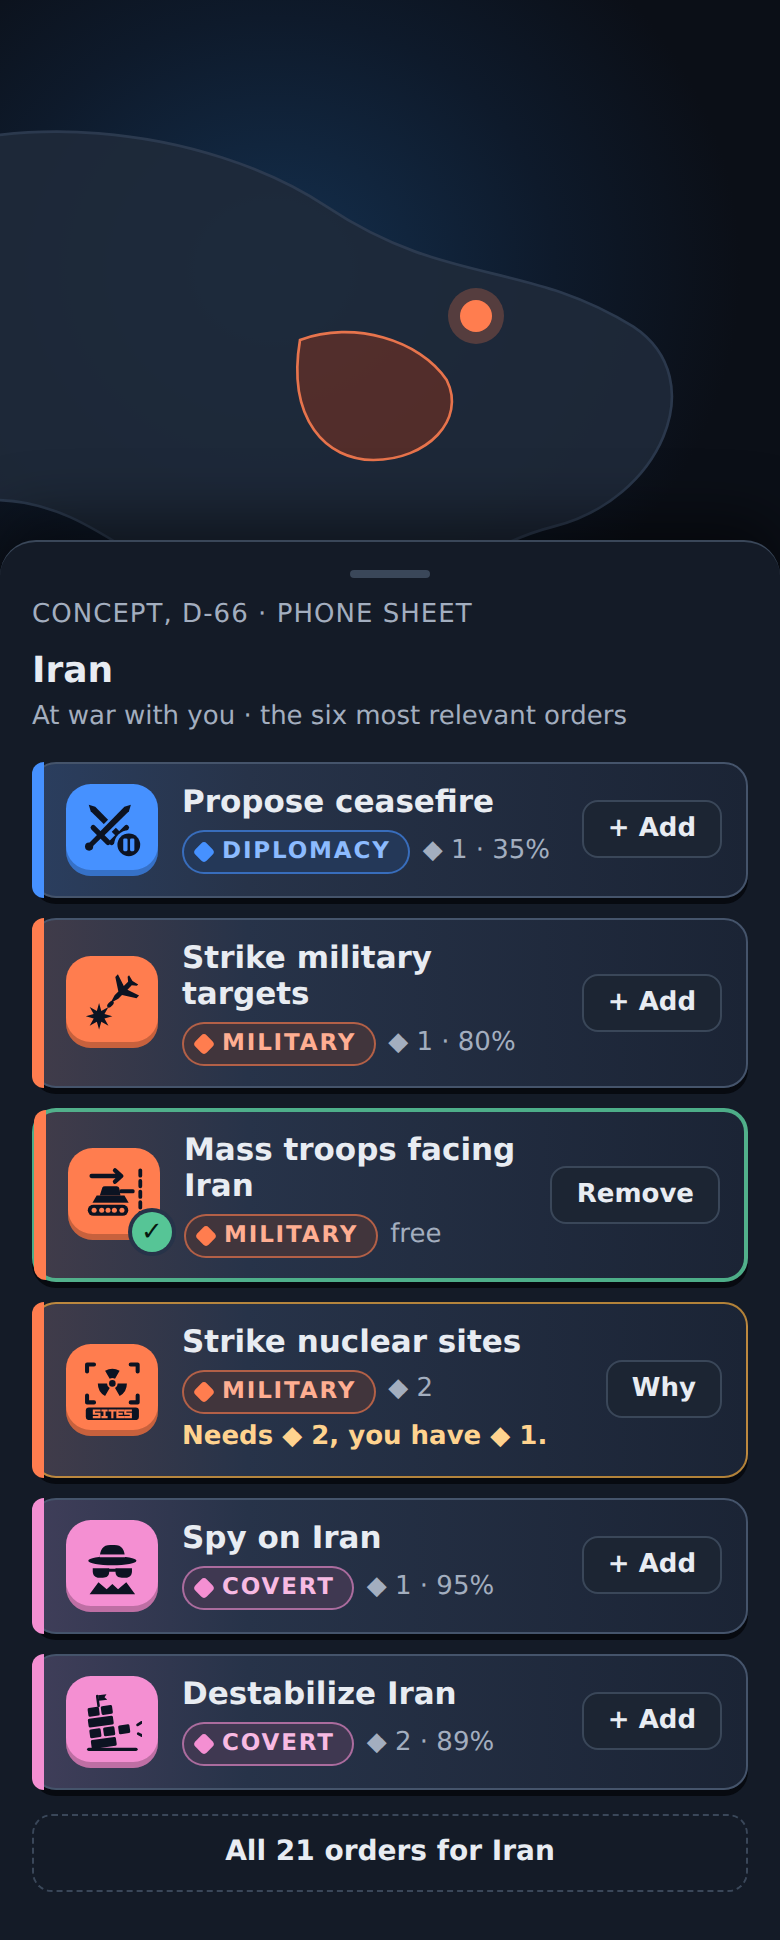 CONCEPT, D-66 · PHONE SHEET
Iran
At war with you · the six most relevant orders
Propose ceasefire
+ Add
◆ DIPLOMACY ◆ 1 · 35%
Strike military
targets
+ Add
◆ MILITARY ◆ 1 · 80%
Mass troops facing
Iran
Remove
✓
◆ MILITARY free
Strike nuclear sites
Why
◆ MILITARY ◆ 2
SITES
Needs ◆ 2, you have ◆ 1.
Spy on Iran
+ Add
◆ COVERT ◆ 1 · 95%
Destabilize Iran
+ Add
◆ COVERT ◆ 2 · 89%
All 21 orders for Iran